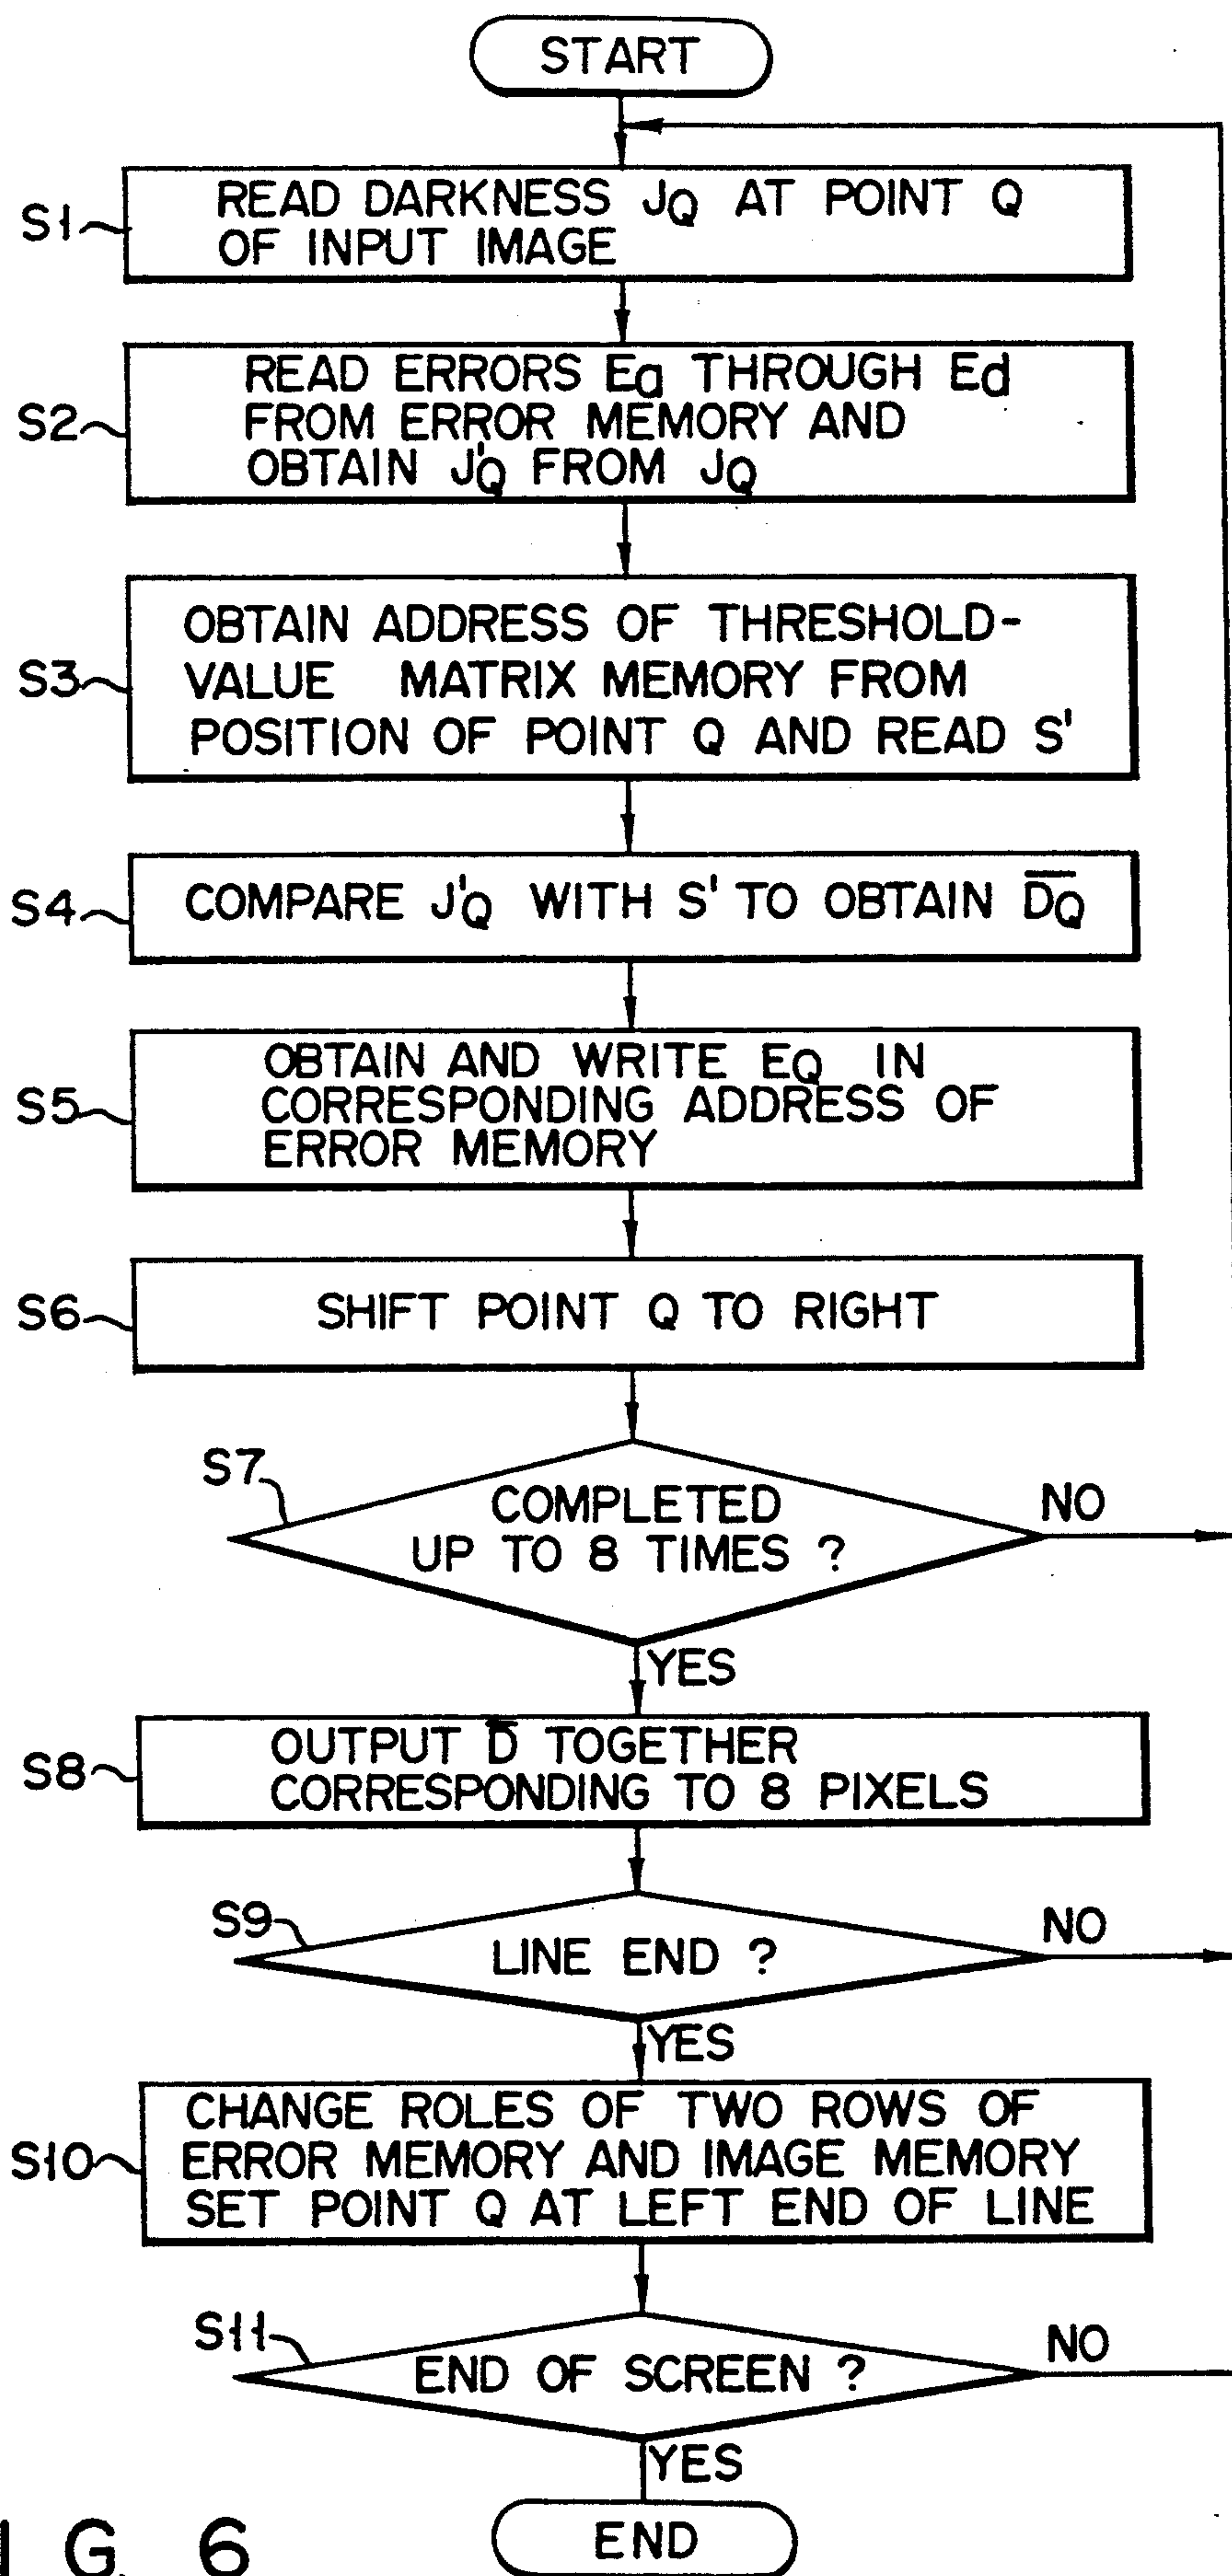 START
S1
READ DARKNESS JQ AT POINT Q
OF INPUT IMAGE
S2
READ ERRORS Ea THROUGH Ed
FROM ERROR MEMORY AND
OBTAIN J'Q FROM JQ
S3
OBTAIN ADDRESS OF THRESHOLD-
VALUE MATRIX MEMORY FROM
POSITION OF POINT Q AND READ S'
S4
COMPARE J'Q WITH S' TO OBTAIN D̅Q̅
S5
OBTAIN AND WRITE EQ IN
CORRESPONDING ADDRESS OF
ERROR MEMORY
S6
SHIFT POINT Q TO RIGHT
S7
COMPLETED
UP TO 8 TIMES ?
NO
YES
S8
OUTPUT D̅ TOGETHER
CORRESPONDING TO 8 PIXELS
S9
LINE END ?
NO
YES
S10
CHANGE ROLES OF TWO ROWS OF
ERROR MEMORY AND IMAGE MEMORY
SET POINT Q AT LEFT END OF LINE
S11
END OF SCREEN ?
NO
YES
END
I G. 6